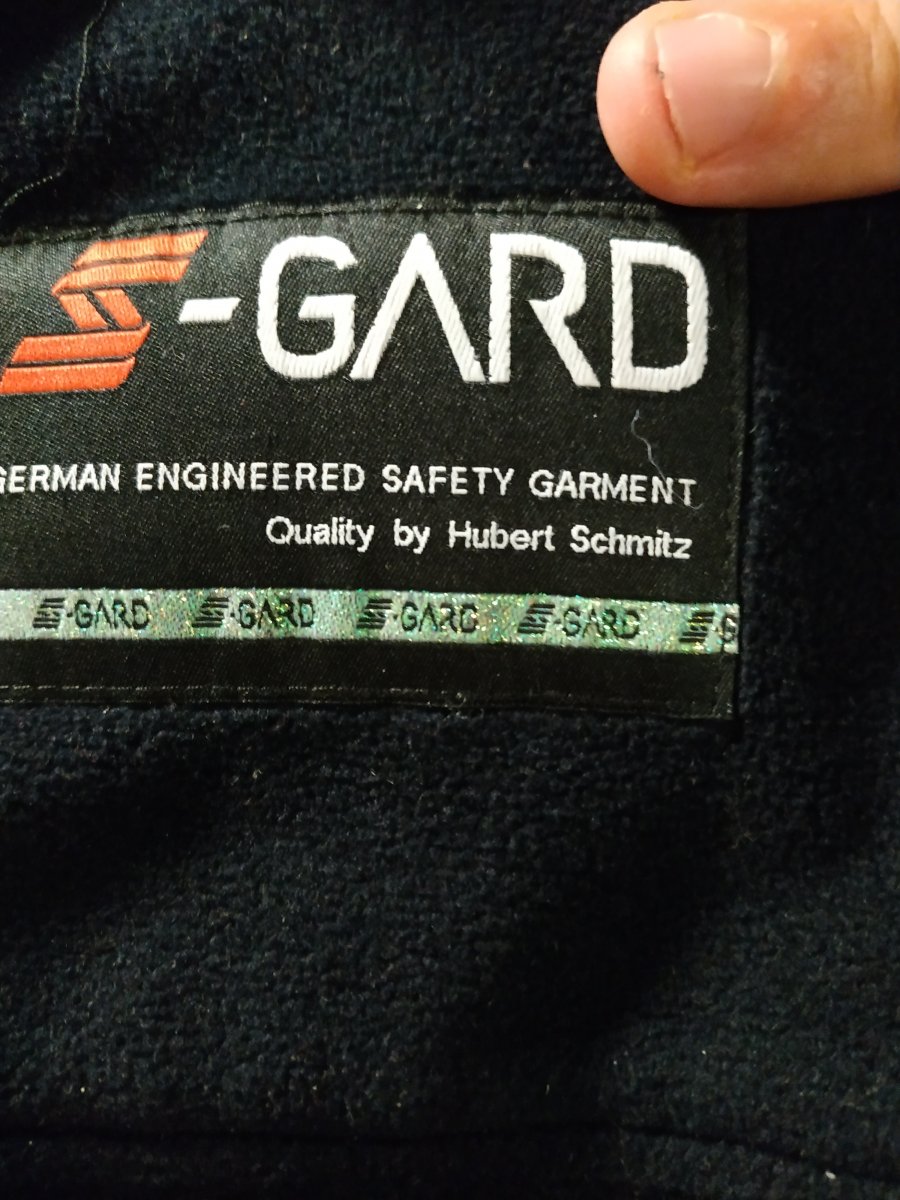 S-GARD
GERMAN ENGINEERED SAFETY GARMENT
Quality by Hubert Schmitz
S-GARD S-GARD S-GARD S-GARD S-G